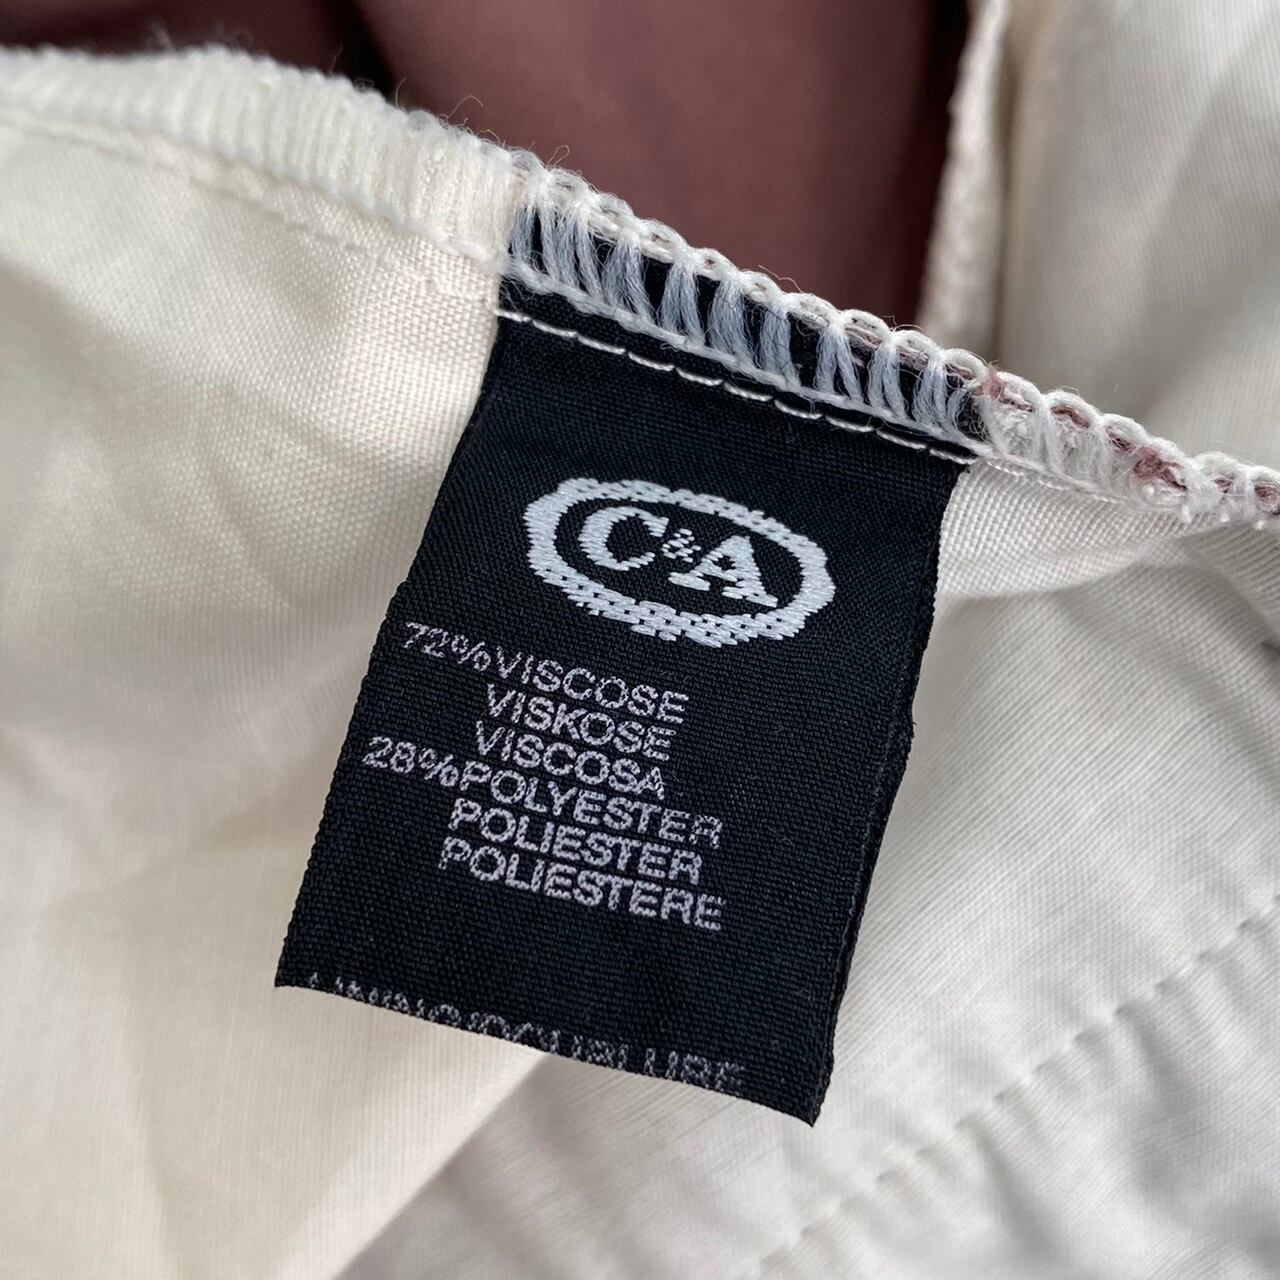 C&A
72%VISCOSE
VISKOSE
VISCOSA
28%POLYESTER
POLIESTER
POLIESTERE